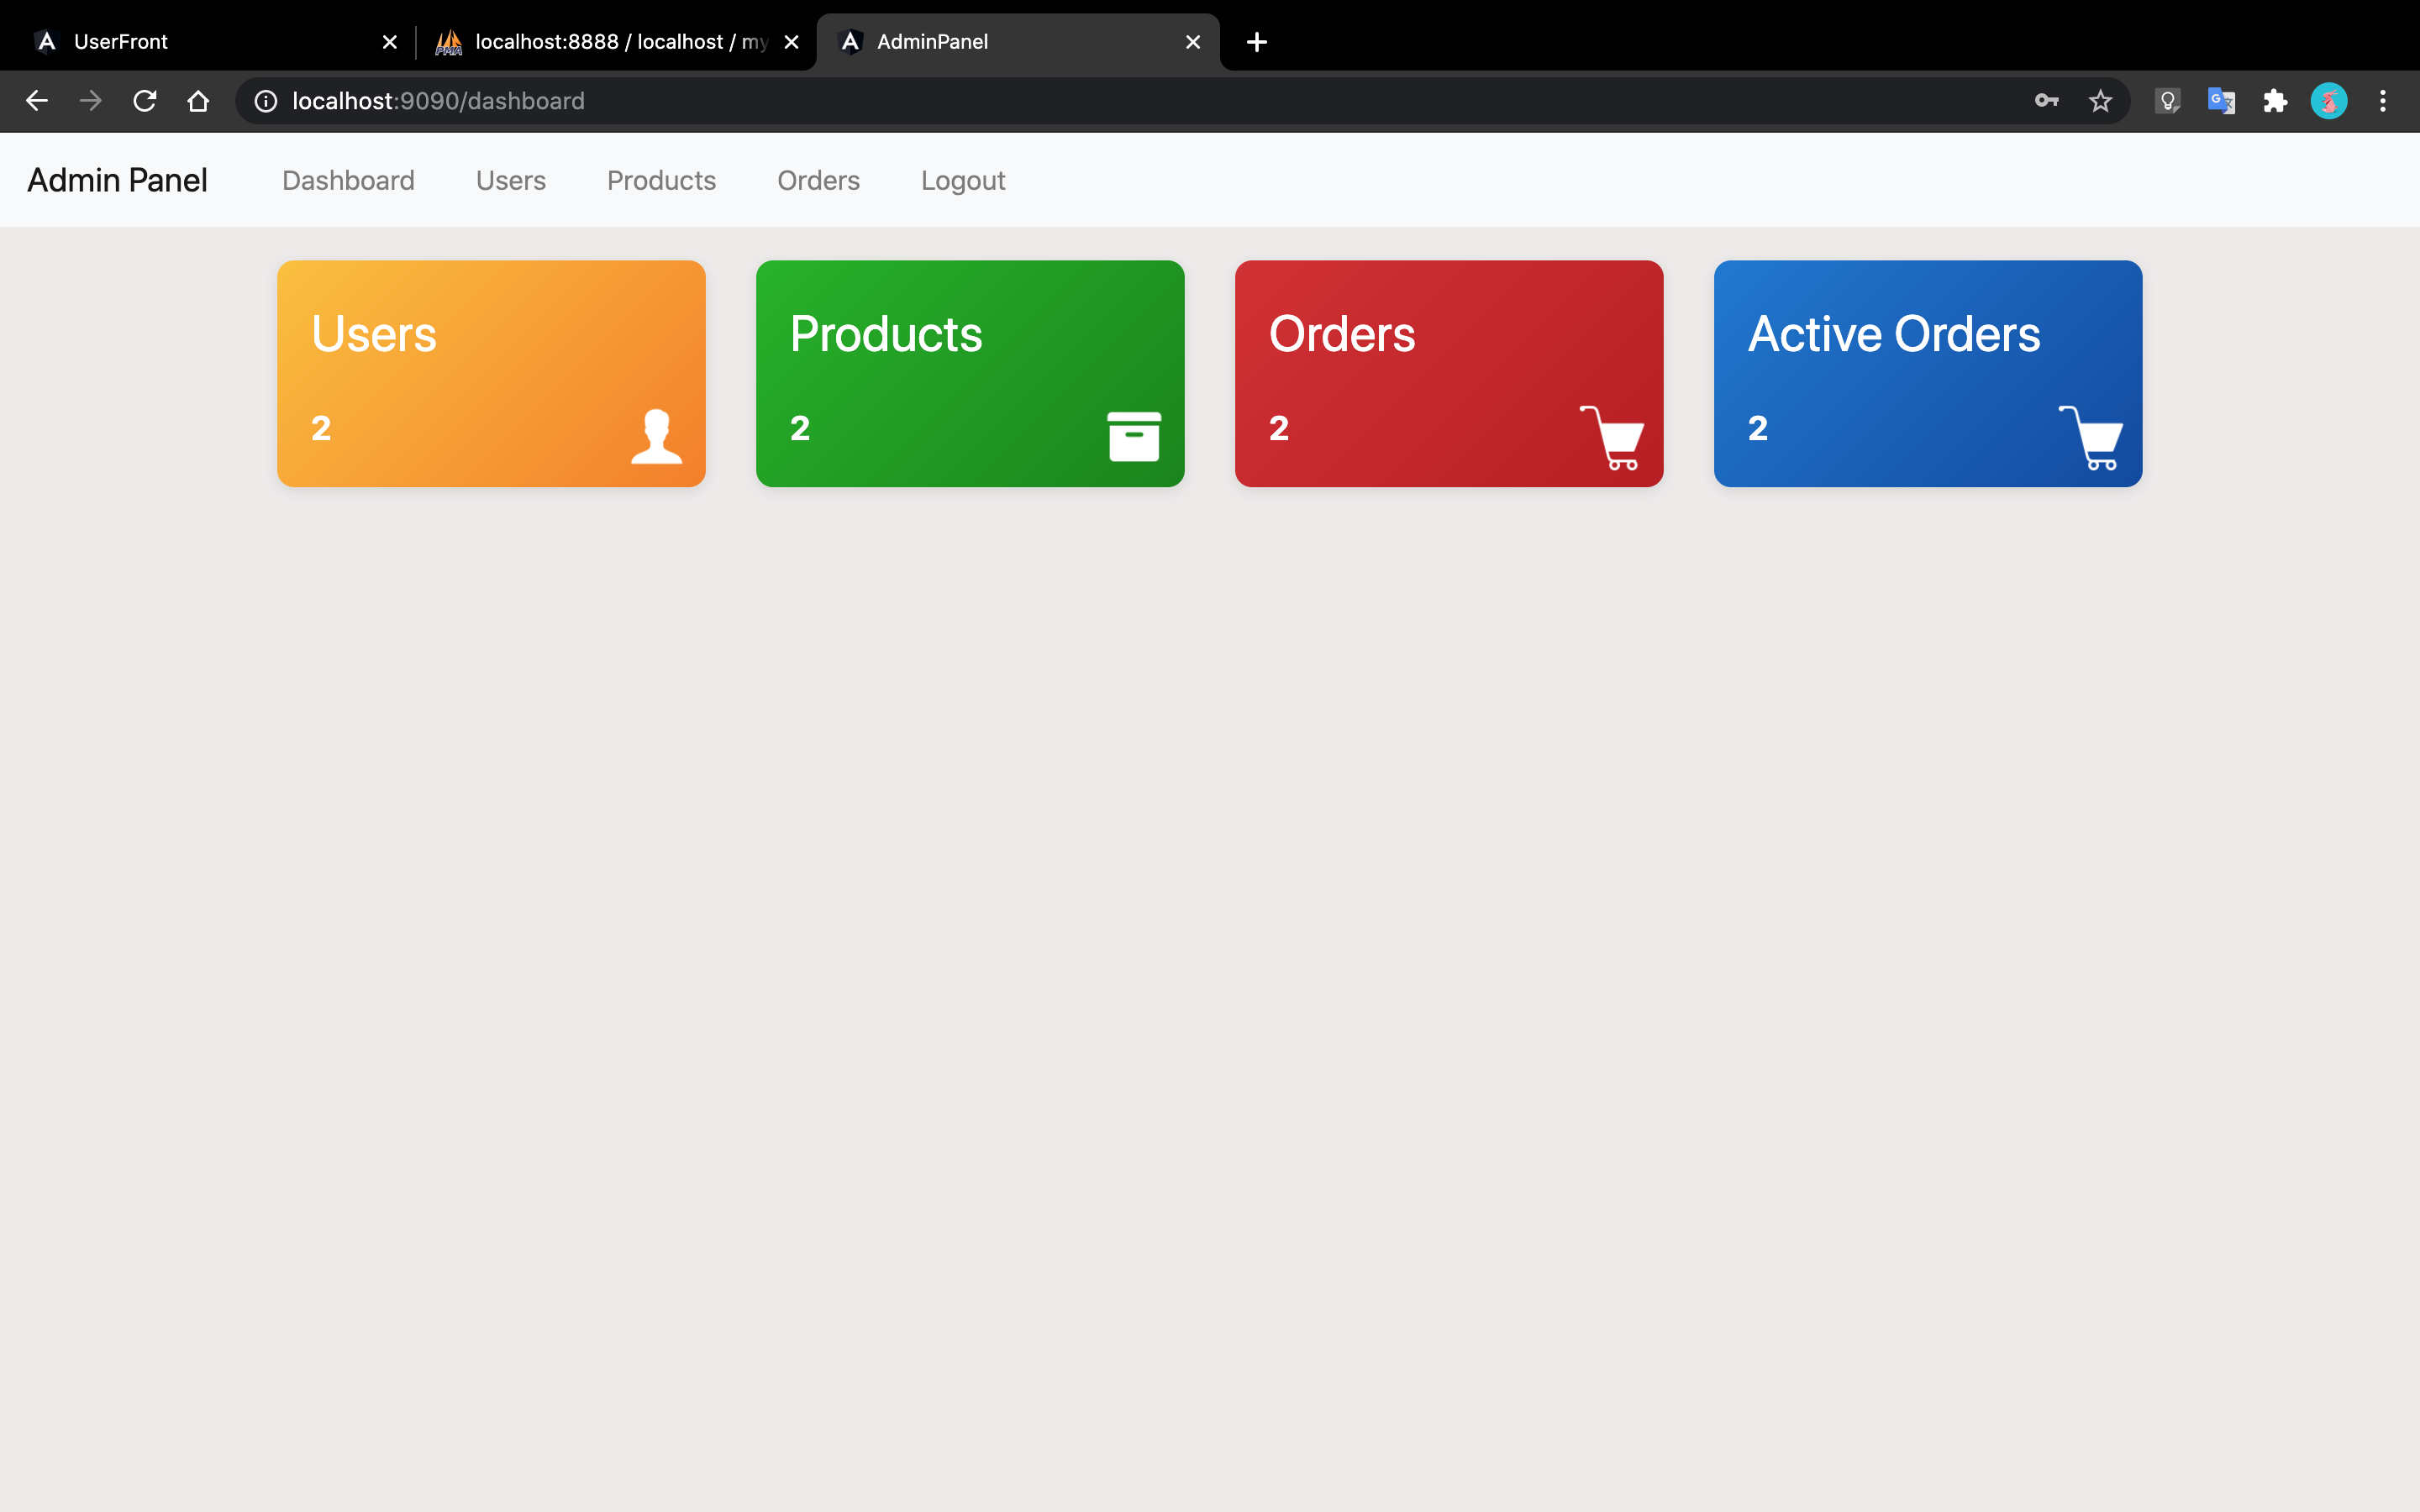 UserFront
localhost:8888 / localhost / my
AdminPanel
localhost:9090/dashboard
Admin Panel
Dashboard
Users
Products
Orders
Logout
Users
2
Products
2
Orders
2
Active Orders
2